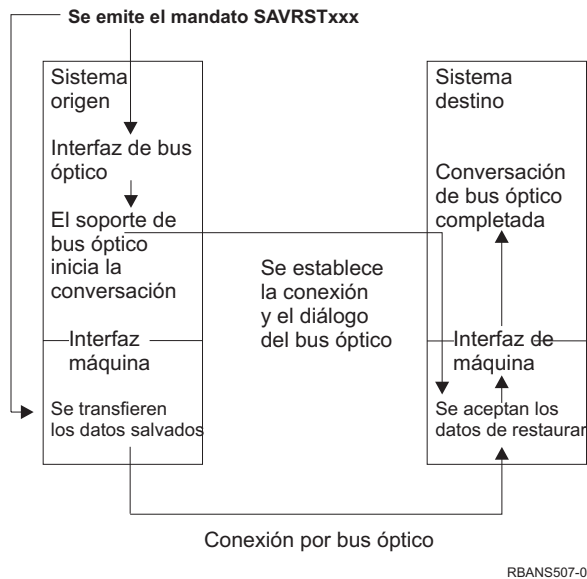 Se emite el mandato SAVRSTxxx
Sistema
origen
Interfaz de bus
óptico
El soporte de
bus óptico
inicia la
conversación
Interfaz
máquina
Se transfieren
los datos salvados
Se establece
la conexión
y el diálogo
del bus óptico
Sistema
destino
Conversación
de bus óptico
completada
Interfaz de
máquina
Se aceptan los
datos de restaurar
Conexión por bus óptico
RBANS507-0